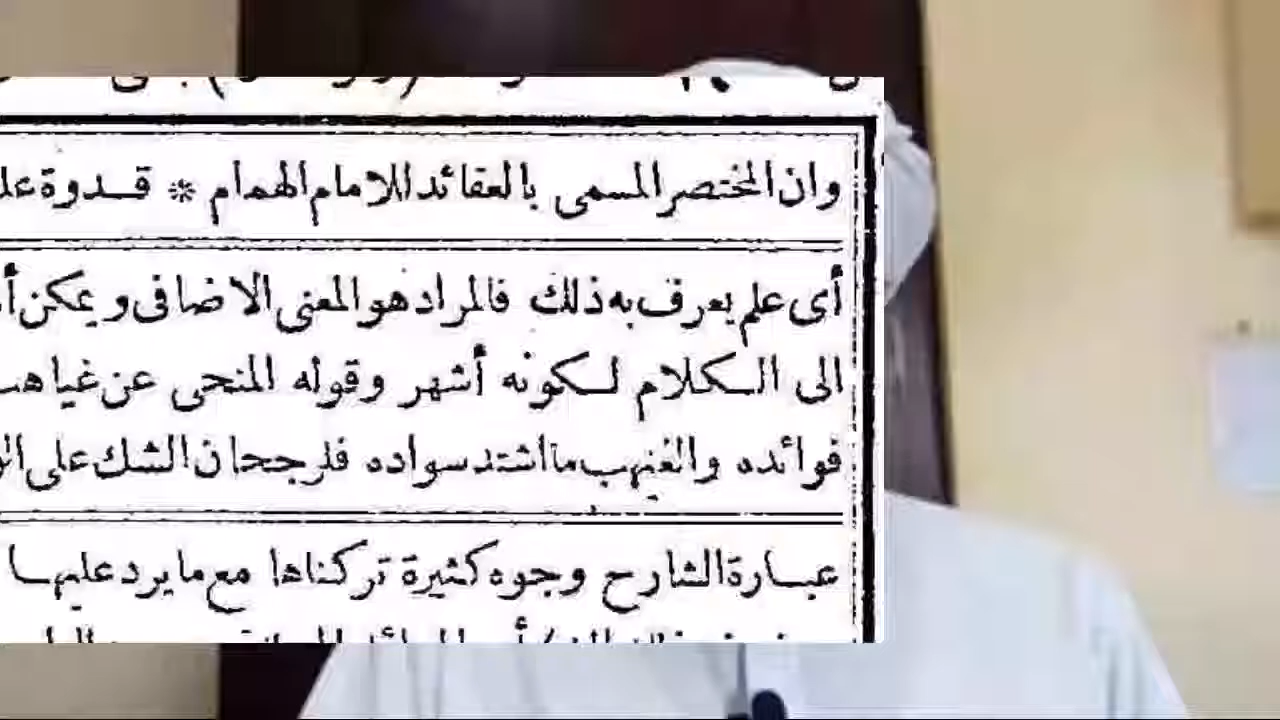 وان المختصر المسمى بالعقائد للامام الهمام * قدوة
أى علم يعرف به ذلك فالمراد هو المعنى الاضافى و يمكن
الى الكلام لكونه أشهر وقوله المنحى عن
فوائده والغيهب ما اشتد سواده فلرجحان الشك على
عبارة الشارح وجوه كثيرة تركناها مع ما يرد عليها